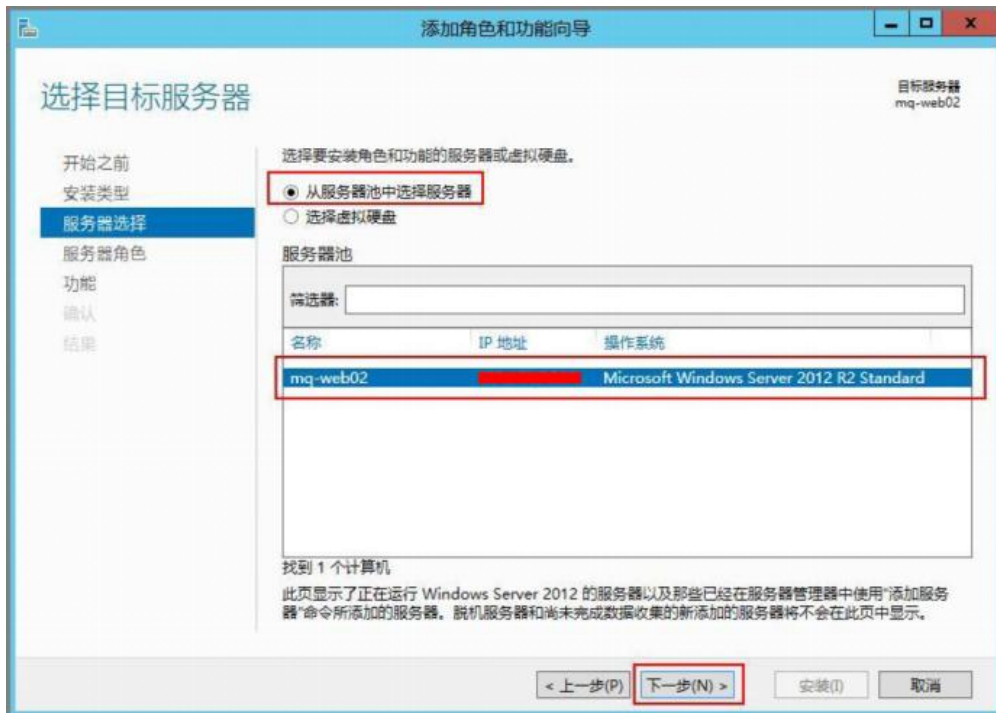 添加角色和功能向导
选择目标服务器
目标服务器
mq-web02
开始之前
安装类型
服务器选择
服务器角色
功能
确认
结果
选择要安装角色和功能的服务器或虚拟硬盘。
从服务器池中选择服务器
选择虚拟硬盘
服务器池
筛选器:
名称 IP 地址 操作系统
mq-web02 Microsoft Windows Server 2012 R2 Standard
找到 1 个计算机
此页显示了正在运行 Windows Server 2012 的服务器以及那些已经在服务器管理器中使用"添加服务
器"命令所添加的服务器。脱机服务器和尚未完成数据收集的新添加的服务器将不会在此页中显示。
< 上一步(P) 下一步(N) > 安装(I) 取消